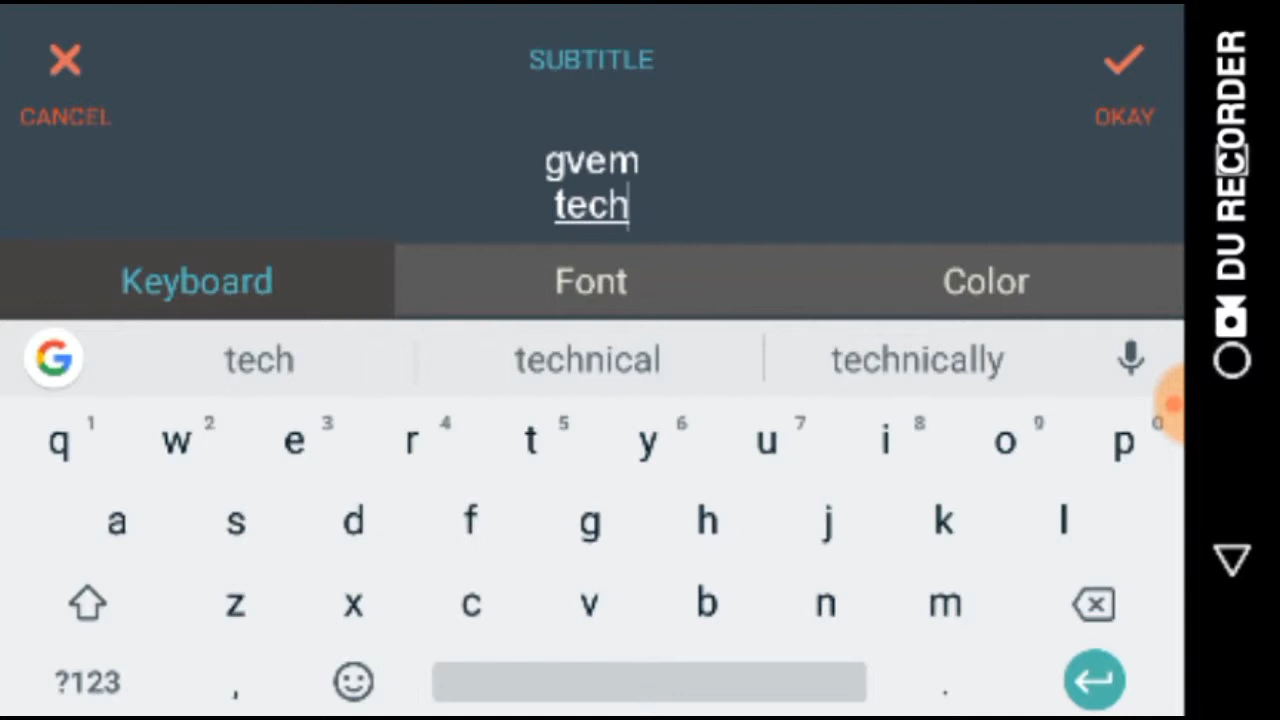 SUBTITLE
CANCEL
OKAY
gvem
tech
Keyboard
Font
Color
tech
technical
technically
q 1 w 2 e 3 r 4 t 5 y 6 u 7 i 8 o 9 p 0
a s d f g h j k l
z x c v b n m
?123 , .
DU RECORDER